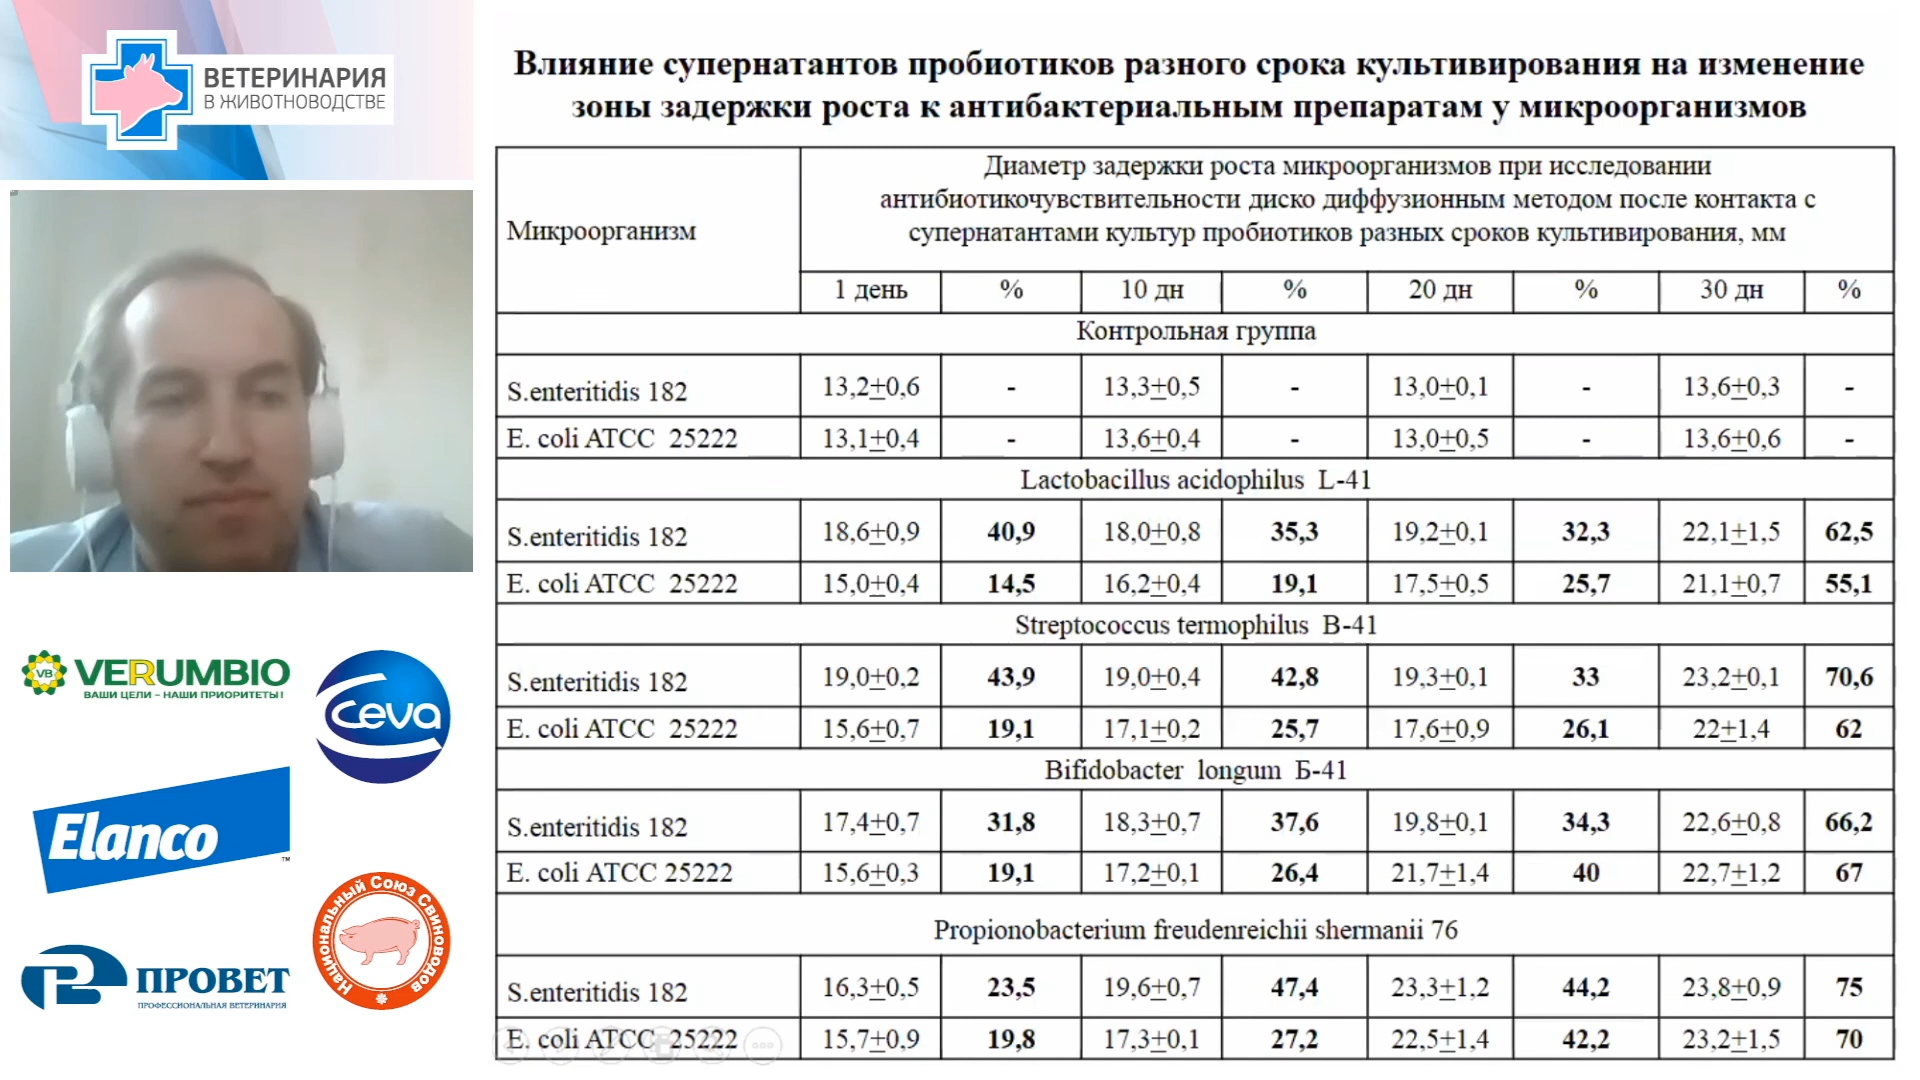 ВЕТЕРИНАРИЯ
В ЖИВОТНОВОДСТВЕ
VERUMBIO
VB
ВАШИ ЦЕЛИ – НАШИ ПРИОРИТЕТЫ!
ceva
Elanco
™
Национальный Союз Свиноводов
ПРОВЕТ
ПРОФЕССИОНАЛЬНАЯ ВЕТЕРИНАРИЯ
Влияние супернатантов пробиотиков разного срока культивирования на изменение
зоны задержки роста к антибактериальным препаратам у микроорганизмов
Микроорганизм
Диаметр задержки роста микроорганизмов при исследовании
антибиотикочувствительности диско диффузионным методом после контакта с
супернатантами культур пробиотиков разных сроков культивирования, мм
1 день % 10 дн % 20 дн % 30 дн %
Контрольная группа
S.enteritidis 182 13,2±0,6 - 13,3±0,5 - 13,0±0,1 - 13,6±0,3 -
E. coli ATCC 25222 13,1±0,4 - 13,6±0,4 - 13,0±0,5 - 13,6±0,6 -
Lactobacillus acidophilus L-41
S.enteritidis 182 18,6±0,9 40,9 18,0±0,8 35,3 19,2±0,1 32,3 22,1±1,5 62,5
E. coli ATCC 25222 15,0±0,4 14,5 16,2±0,4 19,1 17,5±0,5 25,7 21,1±0,7 55,1
Streptococcus termophilus B-41
S.enteritidis 182 19,0±0,2 43,9 19,0±0,4 42,8 19,3±0,1 33 23,2±0,1 70,6
E. coli ATCC 25222 15,6±0,7 19,1 17,1±0,2 25,7 17,6±0,9 26,1 22±1,4 62
Bifidobacter longum Б-41
S.enteritidis 182 17,4±0,7 31,8 18,3±0,7 37,6 19,8±0,1 34,3 22,6±0,8 66,2
E. coli ATCC 25222 15,6±0,3 19,1 17,2±0,1 26,4 21,7±1,4 40 22,7±1,2 67
Propionobacterium freudenreichii shermanii 76
S.enteritidis 182 16,3±0,5 23,5 19,6±0,7 47,4 23,3±1,2 44,2 23,8±0,9 75
E. coli ATCC 25222 15,7±0,9 19,8 17,3±0,1 27,2 22,5±1,4 42,2 23,2±1,5 70